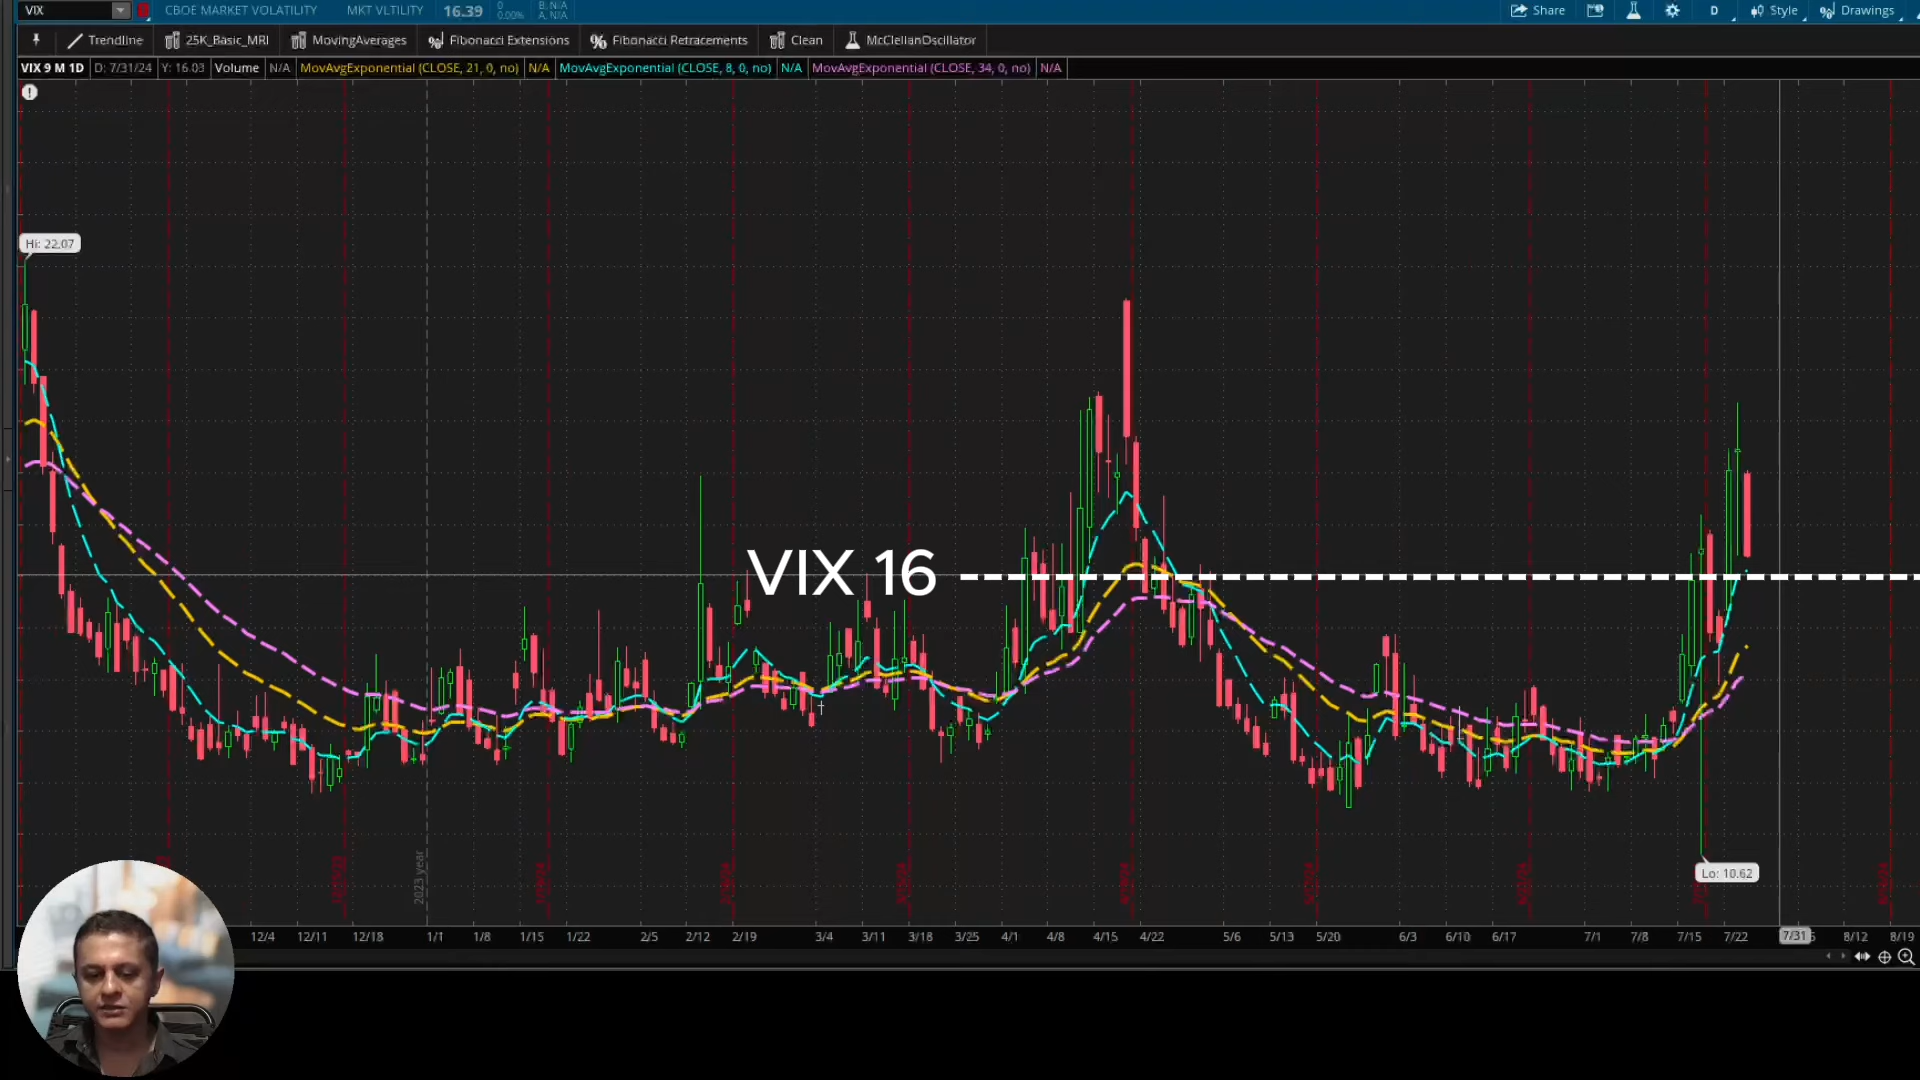 VIX
CBOE MARKET VOLATILITY
MKT VLTILITY
16.39
0
0.00%
B: N/A
A: N/A
Share
D
Style
Drawings
Trendline
25K_Basic_MRI
MovingAverages
Fibonacci Extensions
Fibonacci Retracements
Clean
McClellanOscillator
VIX 9 M 1D
D: 7/31/24
Y: 16.03
Volume
N/A
MovAvgExponential (CLOSE, 21, 0, no)
N/A
MovAvgExponential (CLOSE, 8, 0, no)
N/A
MovAvgExponential (CLOSE, 34, 0, no)
N/A
Hi: 22.07
VIX 16
Lo: 10.62
2023 year
12/4 12/11 12/18 1/1 1/8 1/15 1/22 2/5 2/12 2/19 3/4 3/11 3/18 3/25 4/1 4/8 4/15 4/22 5/6 5/13 5/20 6/3 6/10 6/17 7/1 7/8 7/15 7/22 7/31 8/12 8/19